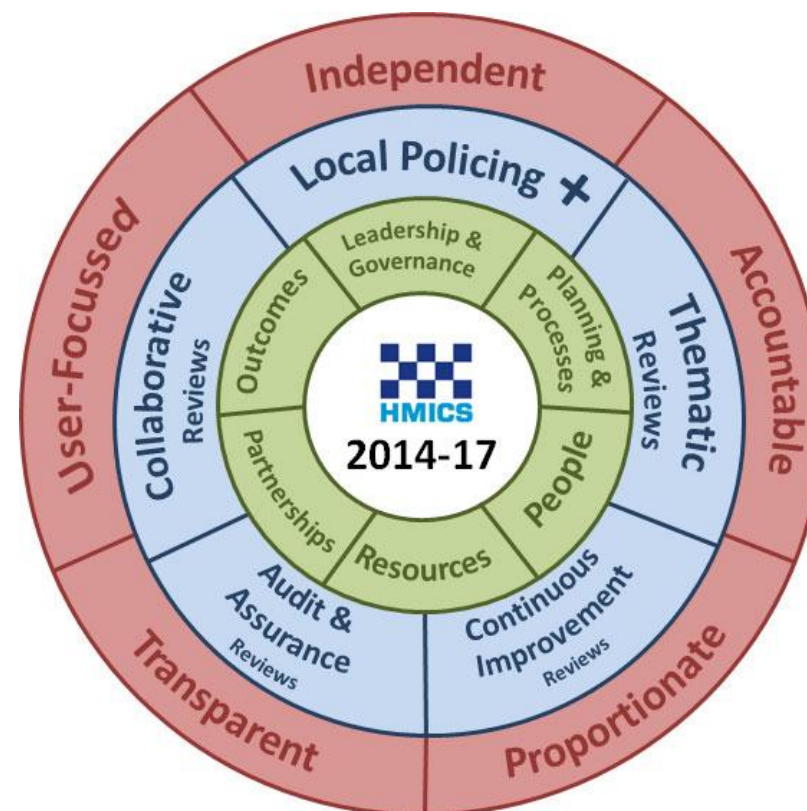 Independent
Accountable
Proportionate
Transparent
User-Focussed
Local Policing +
Thematic
Reviews
Continuous
Improvement
Reviews
Audit &
Assurance
Reviews
Collaborative
Reviews
Leadership &
Governance
Planning &
Processes
People
Resources
Partnerships
Outcomes
HMICS
2014-17